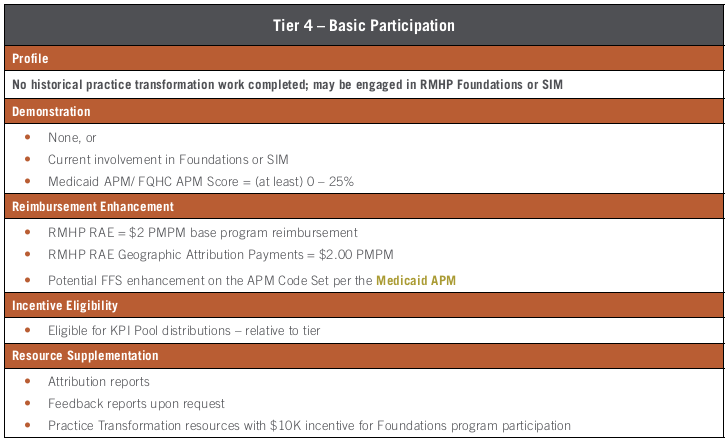 Tier 4 – Basic Participation
Profile
No historical practice transformation work completed; may be engaged in RMHP Foundations or SIM
Demonstration
• None, or
• Current involvement in Foundations or SIM
• Medicaid APM/ FQHC APM Score = (at least) 0 – 25%
Reimbursement Enhancement
• RMHP RAE = $2 PMPM base program reimbursement
• RMHP RAE Geographic Attribution Payments = $2.00 PMPM
• Potential FFS enhancement on the APM Code Set per the Medicaid APM
Incentive Eligibility
• Eligible for KPI Pool distributions – relative to tier
Resource Supplementation
• Attribution reports
• Feedback reports upon request
• Practice Transformation resources with $10K incentive for Foundations program participation